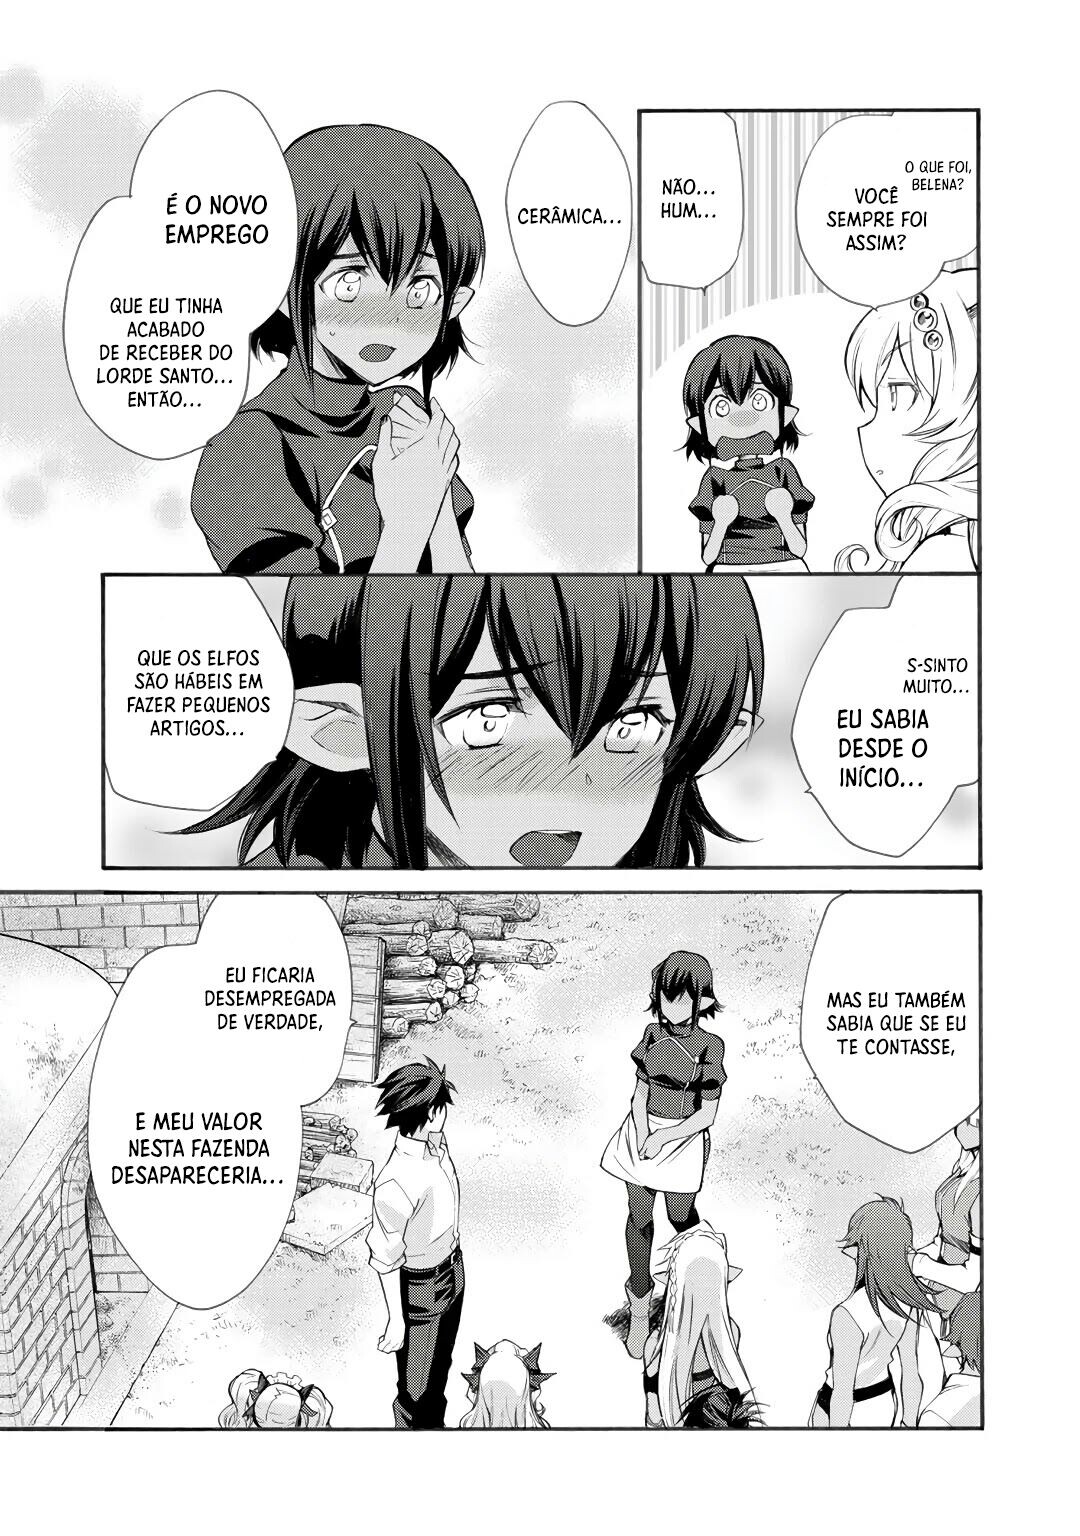 O QUE FOI,
BELENA?
VOCÊ
SEMPRE FOI
ASSIM?
NÃO...
HUM...
CERÂMICA...
É O NOVO
EMPREGO
QUE EU TINHA
ACABADO
DE RECEBER DO
LORDE SANTO...
ENTÃO...
S-SINTO
MUITO...
EU SABIA
DESDE O
INÍCIO...
QUE OS ELFOS
SÃO HÁBEIS EM
FAZER PEQUENOS
ARTIGOS...
MAS EU TAMBÉM
SABIA QUE SE EU
TE CONTASSE,
EU FICARIA
DESEMPREGADA
DE VERDADE,
E MEU VALOR
NESTA FAZENDA
DESAPARECERIA...